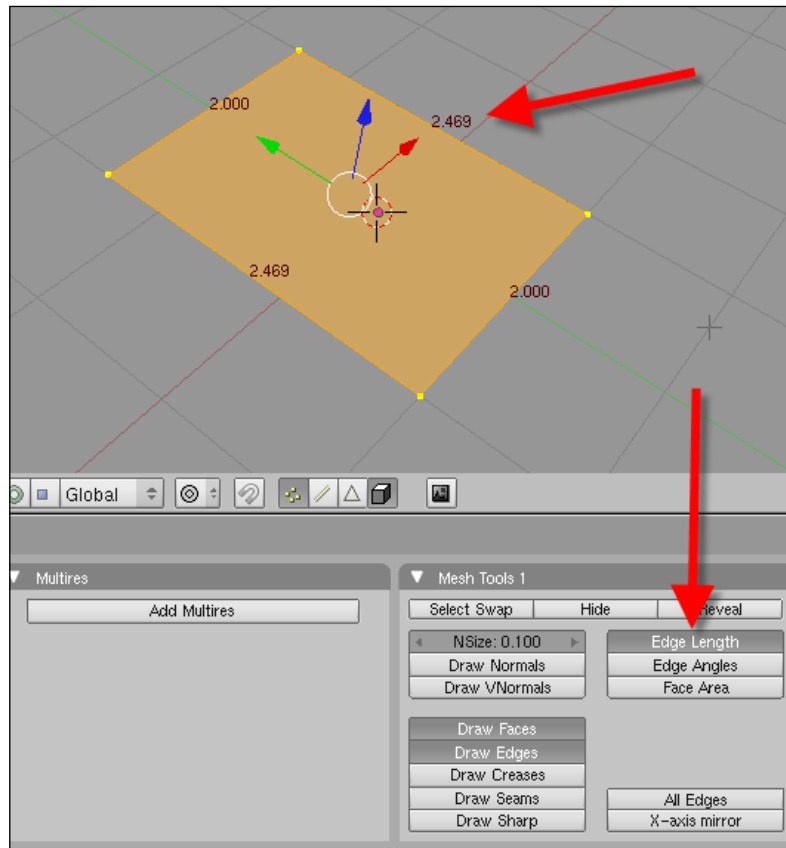 2.000
2.469
2.469
2.000
Global
Multires
Add Multires
Mesh Tools 1
Select Swap
Hide
Reveal
NSize: 0.100
Draw Normals
Draw VNormals
Edge Length
Edge Angles
Face Area
Draw Faces
Draw Edges
Draw Creases
Draw Seams
Draw Sharp
All Edges
X-axis mirror